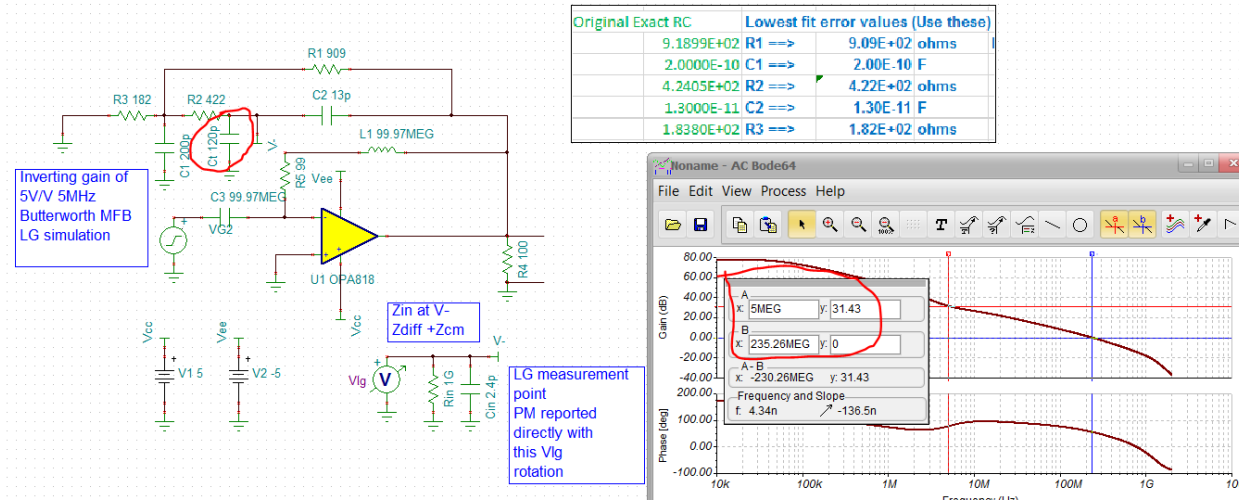 Original Exact RC Lowest fit error values (Use these)
9.1899E+02 R1 ==> 9.09E+02 ohms
2.0000E-10 C1 ==> 2.00E-10 F
4.2405E+02 R2 ==> 4.22E+02 ohms
1.3000E-11 C2 ==> 1.30E-11 F
1.8380E+02 R3 ==> 1.82E+02 ohms
R1 909
R3 182
R2 422
C2 13p
C1 200p
Ct 120p
V-
L1 99.97MEG
R5 99
Vee
C3 99.97MEG
VG2
Inverting gain of
5V/V 5MHz
Butterworth MFB
LG simulation
U1 OPA818
R4 100
Vcc
Zin at V-
Zdiff +Zcm
Vcc
Vee
V1 5
V2 -5
V-
Vlg
V
Rin 1G
Cin 2.4p
LG measurement
point
PM reported
directly with
this Vlg
rotation
Noname - AC Bode64
File Edit View Process Help
T
a
b
80.00
60.00
40.00
20.00
0.00
-20.00
-40.00
Gain (dB)
A
x: 5MEG y: 31.43
B
x: 235.26MEG y: 0
A - B
x: -230.26MEG y: 31.43
Frequency and Slope
f: 4.34n -136.5n
200.00
100.00
0.00
-100.00
Phase [deg]
10k 100k 1M 10M 100M 1G 10
Frequency (Hz)